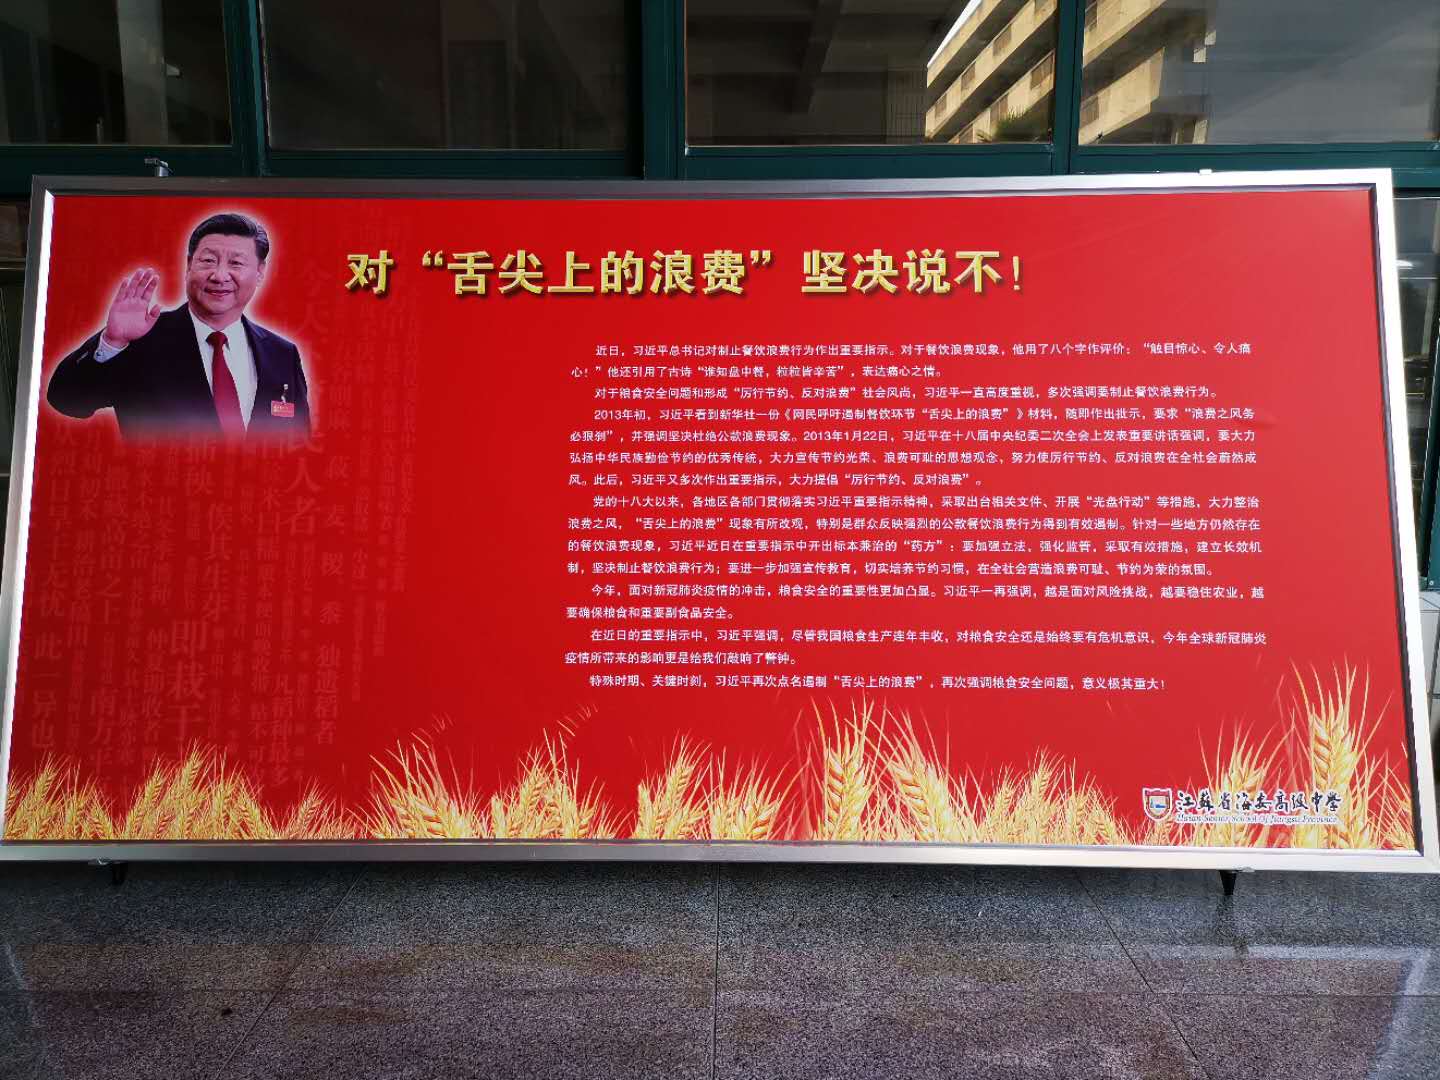 对“舌尖上的浪费”坚决说不！
近日，习近平总书记对制止餐饮浪费行为作出重要指示。对于餐饮浪费现象，他用了八个字作评价：“触目惊心、令人痛
心！”他还引用了古诗“谁知盘中餐，粒粒皆辛苦”，表达痛心之情。
对于粮食安全问题和形成“厉行节约、反对浪费”社会风尚，习近平一直高度重视，多次强调要制止餐饮浪费行为。
2013年初，习近平看到新华社一份《网民呼吁遏制餐饮环节“舌尖上的浪费”》材料，随即作出批示，要求“浪费之风务
必狠刹”，并强调坚决杜绝公款浪费现象。2013年1月22日，习近平在十八届中央纪委二次全会上发表重要讲话强调，要大力
弘扬中华民族勤俭节约的优秀传统，大力宣传节约光荣、浪费可耻的思想观念，努力使厉行节约、反对浪费在全社会蔚然成
风。此后，习近平又多次作出重要指示，大力提倡“厉行节约、反对浪费”。
党的十八大以来，各地区各部门贯彻落实习近平重要指示精神，采取出台相关文件、开展“光盘行动”等措施，大力整治
浪费之风，“舌尖上的浪费”现象有所改观，特别是群众反映强烈的公款餐饮浪费行为得到有效遏制。针对一些地方仍然存在
的餐饮浪费现象，习近平近日在重要指示中开出标本兼治的“药方”：要加强立法，强化监管，采取有效措施，建立长效机
制，坚决制止餐饮浪费行为；要进一步加强宣传教育，切实培养节约习惯，在全社会营造浪费可耻、节约为荣的氛围。
今年，面对新冠肺炎疫情的冲击，粮食安全的重要性更加凸显。习近平一再强调，越是面对风险挑战，越要稳住农业，越
要确保粮食和重要副食品安全。
在近日的重要指示中，习近平强调，尽管我国粮食生产连年丰收，对粮食安全还是始终要有危机意识，今年全球新冠肺炎
疫情所带来的影响更是给我们敲响了警钟。
特殊时期、关键时刻，习近平再次点名遏制“舌尖上的浪费”，再次强调粮食安全问题，意义极其重大！
江苏省海安高级中学
Haian Senior School Of Jiangsu Province